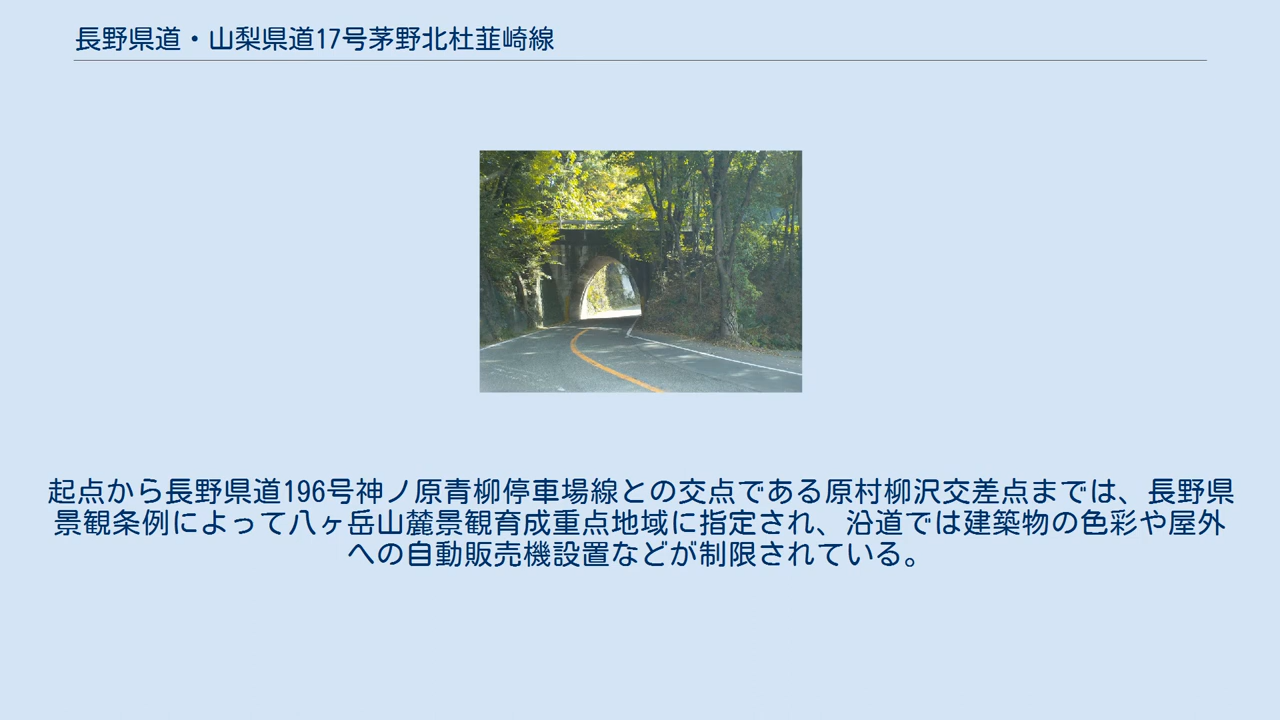 長野県道・山梨県道17号茅野北杜韮崎線
起点から長野県道196号神ノ原青柳停車場線との交点である原村柳沢交差点までは、長野県
景観条例によって八ヶ岳山麓景観育成重点地域に指定され、沿道では建築物の色彩や屋外
への自動販売機設置などが制限されている。